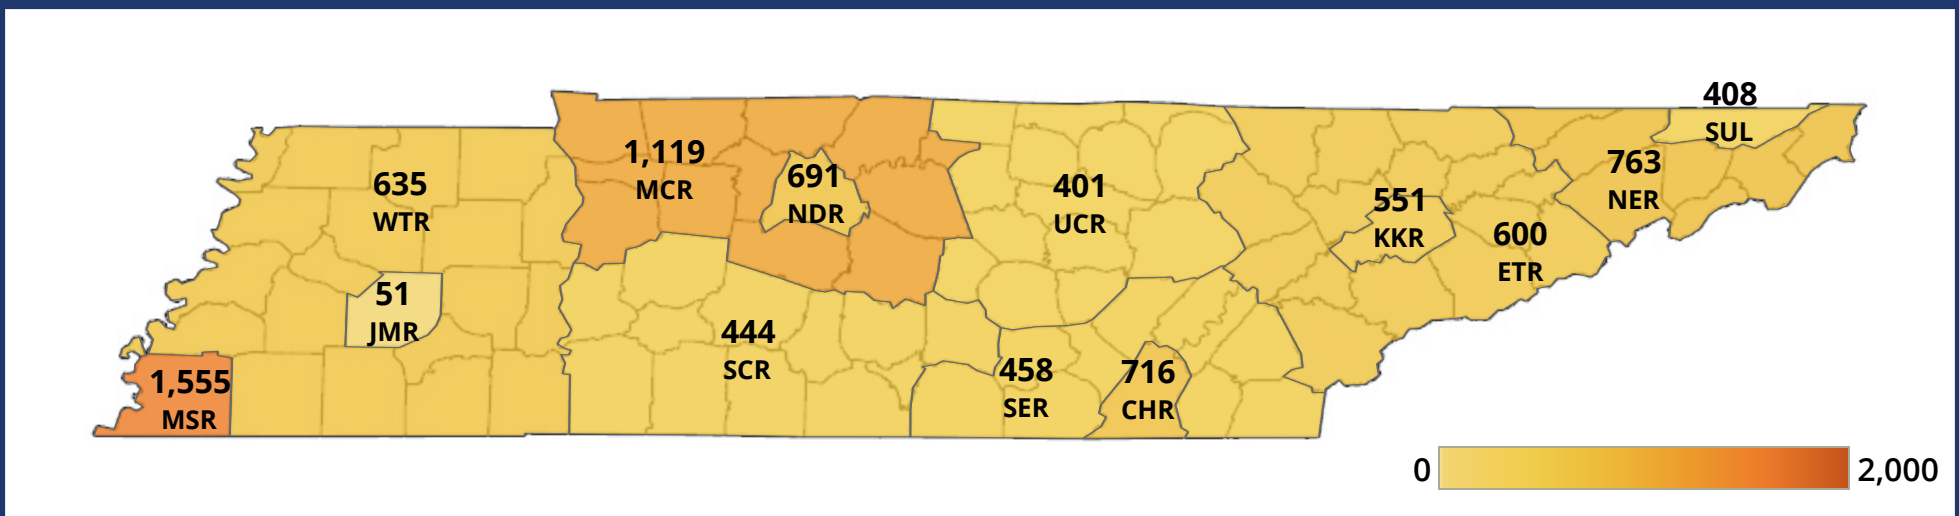 408
SUL
1,119
MCR
763
NER
691
NDR
635
WTR
401
UCR
551
KKR
600
ETR
51
JMR
444
SCR
458
SER
716
CHR
1,555
MSR
0
2,000